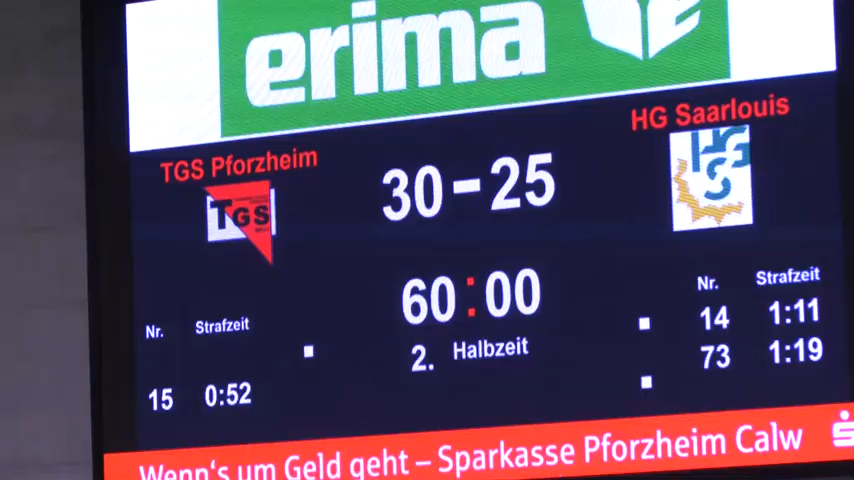 erima
HG Saarlouis
TGS Pforzheim
30-25
HG
S
TGS
60:00
2. Halbzeit
Nr. Strafzeit
15 0:52
Nr. Strafzeit
14 1:11
73 1:19
Wenn's um Geld geht – Sparkasse Pforzheim Calw